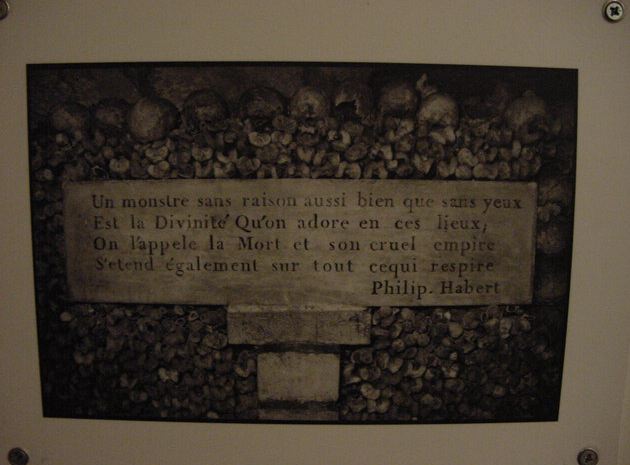 Un monstre sans raison aussi bien que sans yeux
Est la Divinité Qu'on adore en ces lieux,
On l'appele la Mort et son cruel empire
S'etend également sur tout cequi respire
Philip. Habert